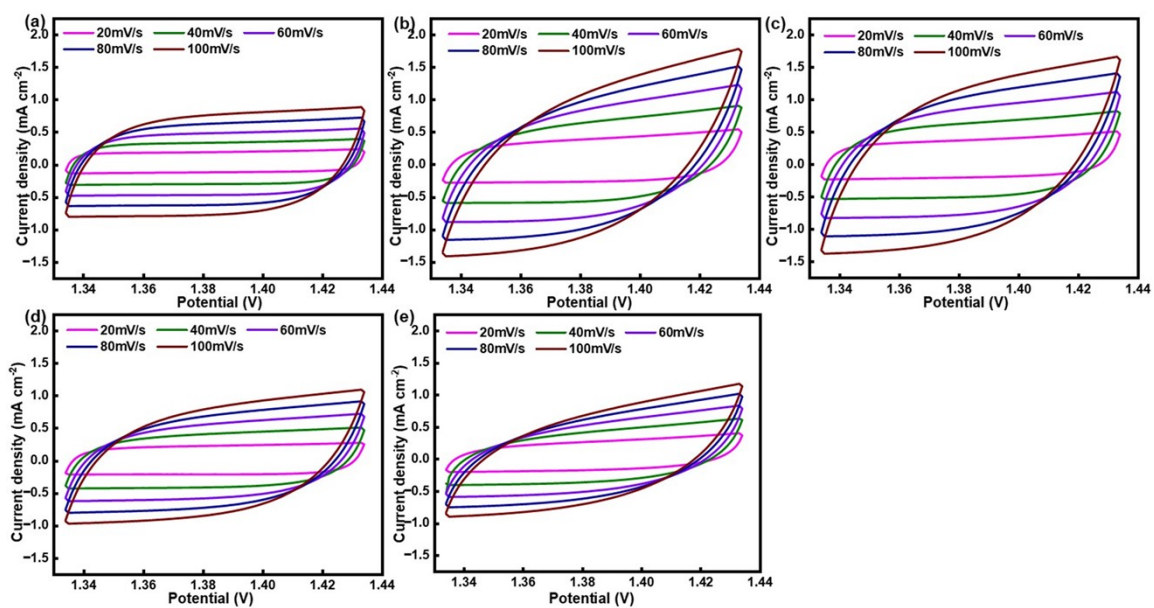 (a)
20mV/s 40mV/s 60mV/s
80mV/s 100mV/s
2.0
1.5
1.0
0.5
0.0
−0.5
−1.0
−1.5
Current density (mA cm⁻²)
1.34 1.36 1.38 1.40 1.42 1.44
Potential (V)
(b)
20mV/s 40mV/s 60mV/s
80mV/s 100mV/s
2.0
1.5
1.0
0.5
0.0
−0.5
−1.0
−1.5
Current density (mA cm⁻²)
1.34 1.36 1.38 1.40 1.42 1.44
Potential (V)
(c)
20mV/s 40mV/s 60mV/s
80mV/s 100mV/s
2.0
1.5
1.0
0.5
0.0
−0.5
−1.0
−1.5
Current density (mA cm⁻²)
1.34 1.36 1.38 1.40 1.42 1.44
Potential (V)
(d)
20mV/s 40mV/s 60mV/s
80mV/s 100mV/s
2.0
1.5
1.0
0.5
0.0
−0.5
−1.0
−1.5
Current density (mA cm⁻²)
1.34 1.36 1.38 1.40 1.42 1.44
Potential (V)
(e)
20mV/s 40mV/s 60mV/s
80mV/s 100mV/s
2.0
1.5
1.0
0.5
0.0
−0.5
−1.0
−1.5
Current density (mA cm⁻²)
1.34 1.36 1.38 1.40 1.42 1.44
Potential (V)